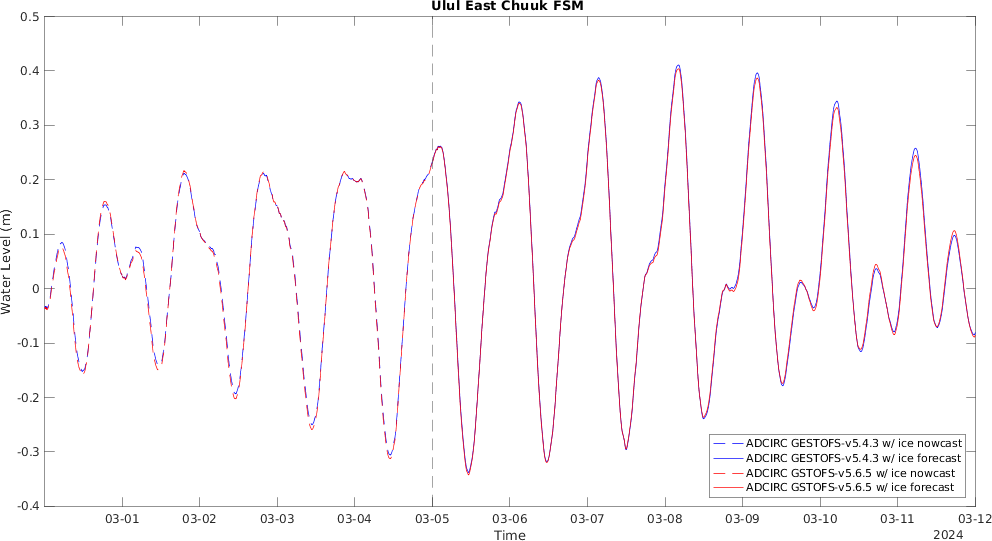 Ulul East Chuuk FSM
0.5
0.4
0.3
0.2
0.1
0
-0.1
-0.2
-0.3
-0.4
Water Level (m)
ADCIRC GESTOFS-v5.4.3 w/ ice nowcast
ADCIRC GESTOFS-v5.4.3 w/ ice forecast
ADCIRC GSTOFS-v5.6.5 w/ ice nowcast
ADCIRC GSTOFS-v5.6.5 w/ ice forecast
03-01 03-02 03-03 03-04 03-05 03-06 03-07 03-08 03-09 03-10 03-11 03-12
Time
2024